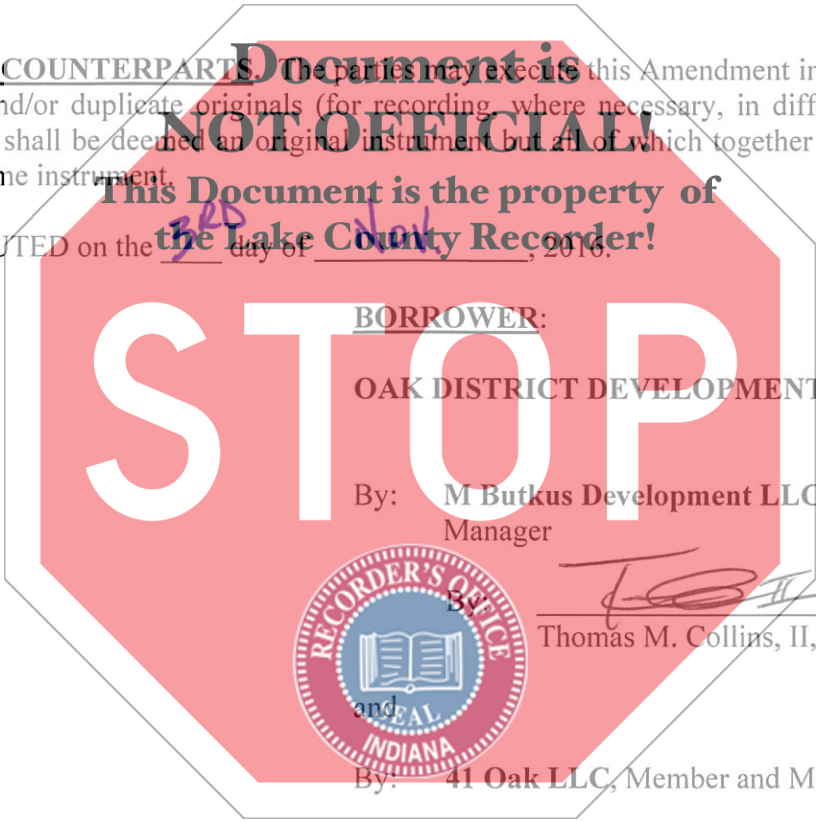 COUNTERPARTS. The parties may execute this Amendment in
nd/or duplicate originals (for recording, where necessary, in diff
shall be deemed an original instrument but all of which together
ne instrument.
UTED on the 3RD day of Nov., 2016.
Document is
NOT OFFICIAL!
This Document is the property of
the Lake County Recorder!
BORROWER:
OAK DISTRICT DEVELOPMENT
STOP
By: M Butkus Development LLC
Manager
By:
Thomas M. Collins, II,
and
RECORDER'S OFFICE
SEAL
INDIANA
By: 41 Oak LLC, Member and M